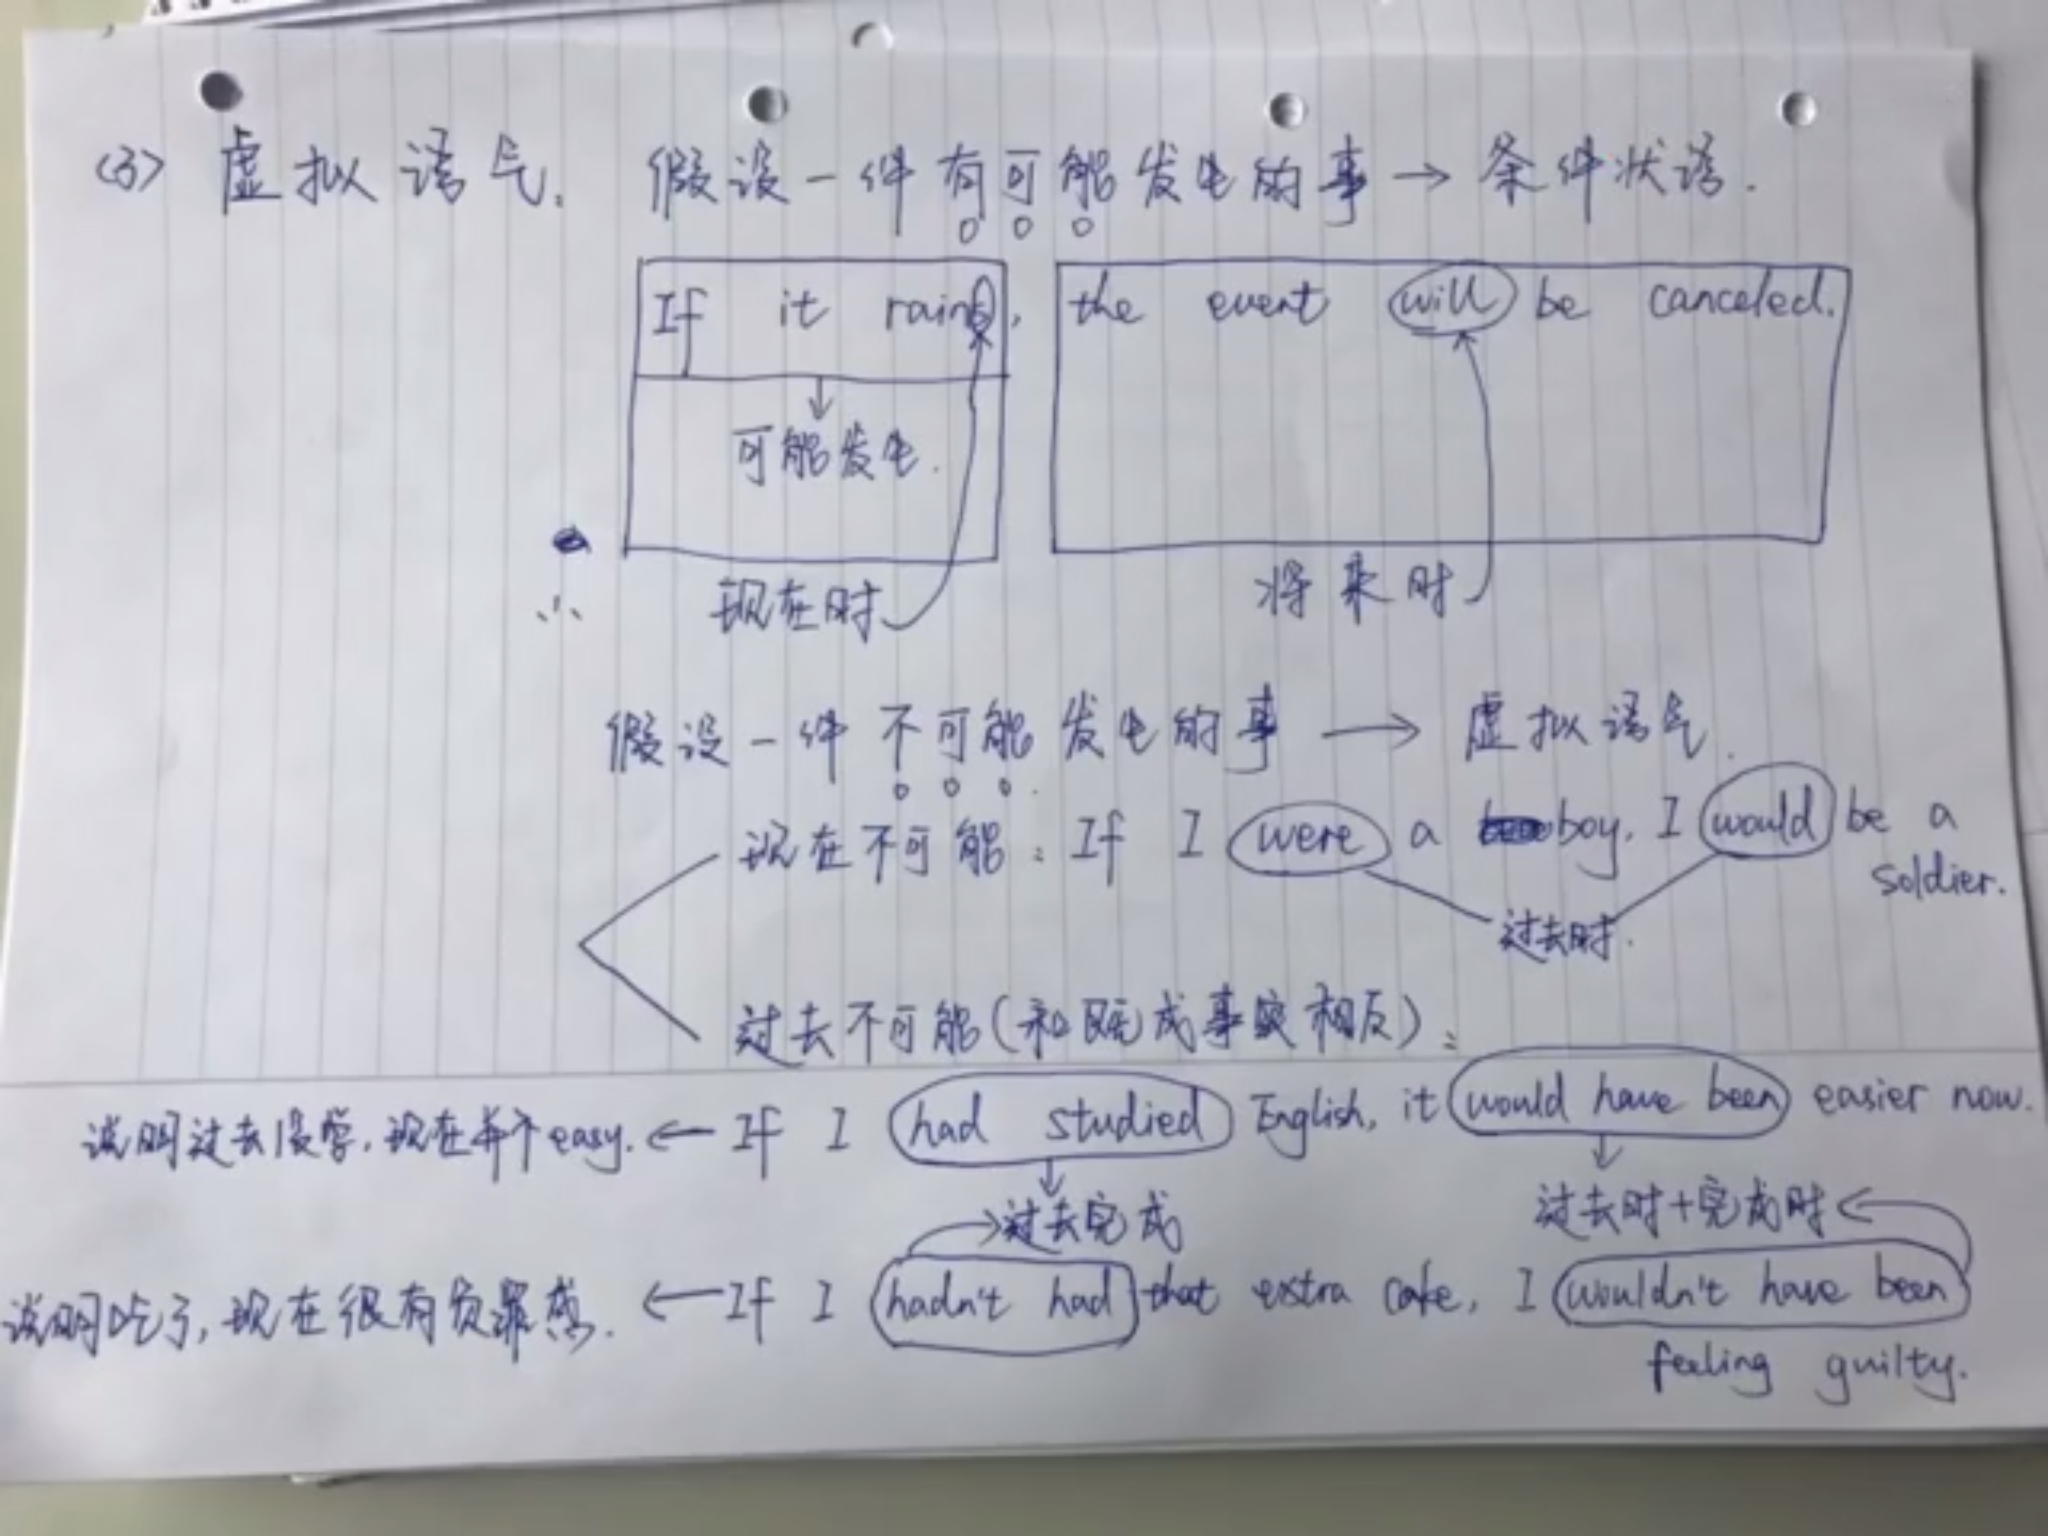 (3) 虚拟语气: 假设一件有可能发生的事 → 条件状语.
If it rains, the event will be canceled.
可能发生.
现在时 将来时
假设一件不可能发生的事 → 虚拟语气.
现在不可能: If I were a boy, I would be a
soldier.
过去时.
过去不可能(和既成事实相反):
说明过去没学,现在并不easy. ← If I had studied English, it would have been easier now.
过去完成 过去时+完成时
说明吃了,现在很有负罪感. ← If I hadn't had that extra cake, I wouldn't have been
feeling guilty.